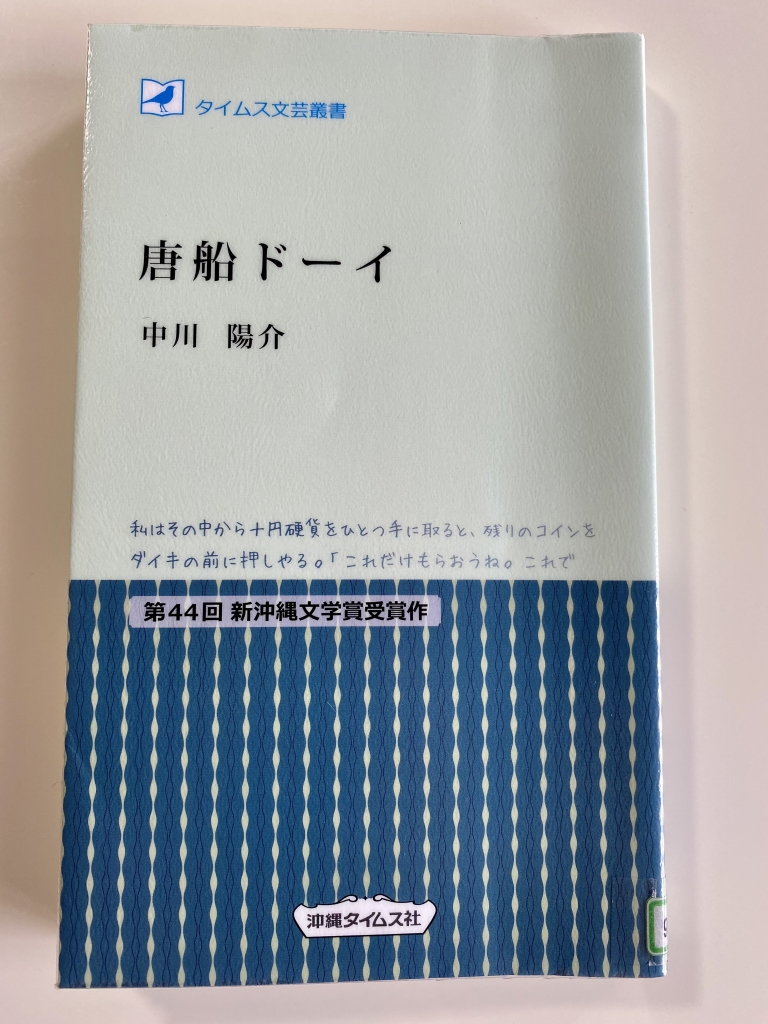 タイムス文芸叢書
唐船ドーイ
中川 陽介
私はその中から十円硬貨をひとつ手に取ると、残りのコインを
ダイキの前に押しやる。「これだけもらおうね。これで
第44回 新沖縄文学賞受賞作
沖縄タイムス社